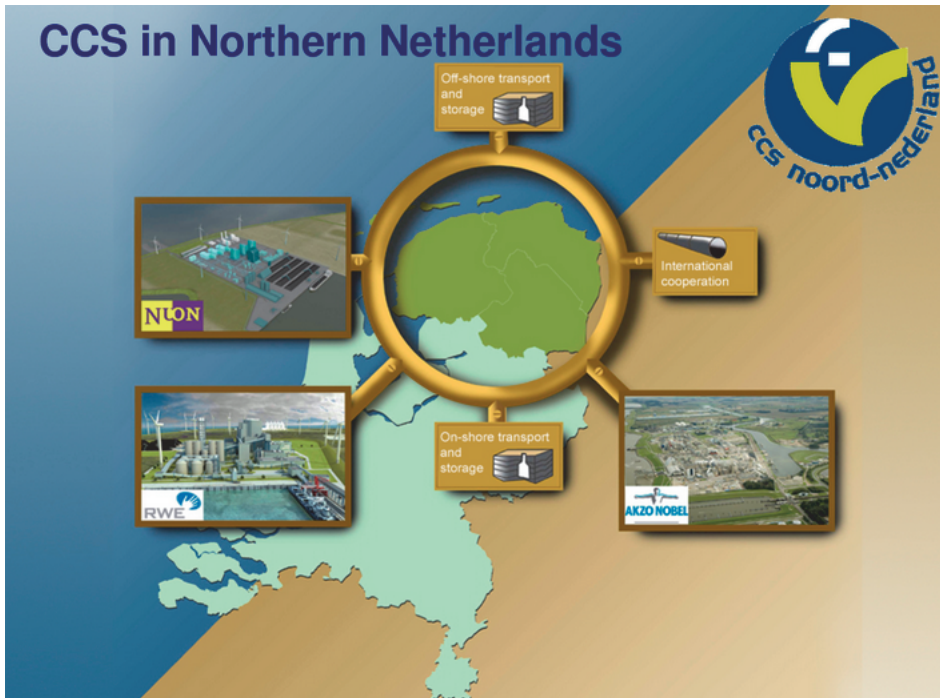 CCS in Northern Netherlands
Off-shore transport
and
storage
ccs noord-nederland
NUON
International
cooperation
RWE
On-shore transport
and
storage
AKZO NOBEL